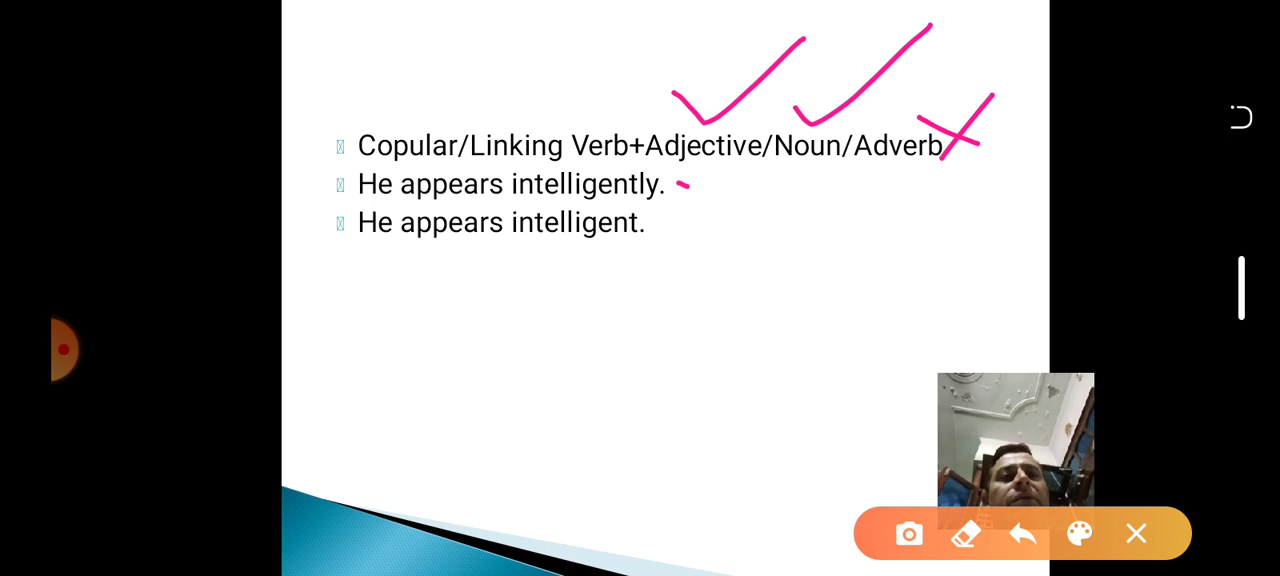 Copular/Linking Verb+Adjective/Noun/Adverb
He appears intelligently.
He appears intelligent.